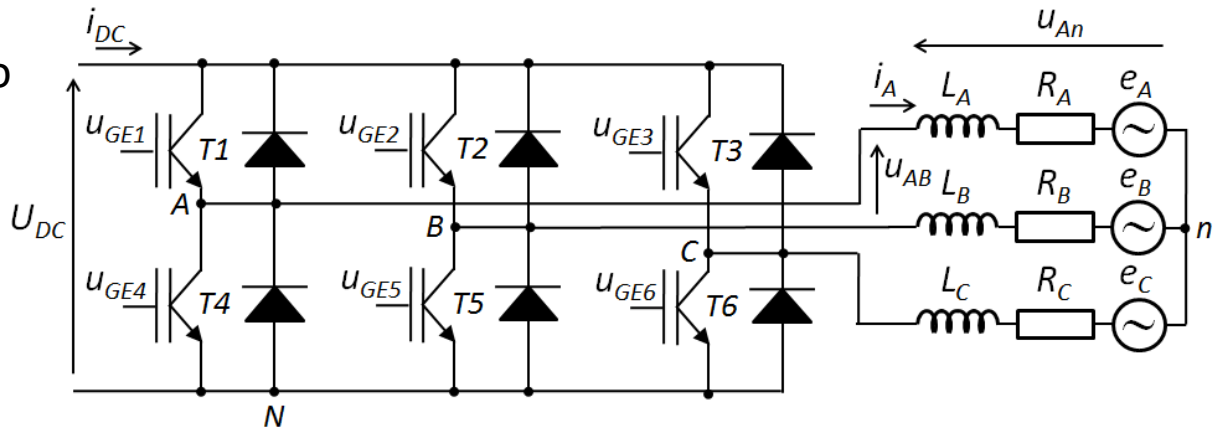 i_DC
u_An
i_A
L_A
R_A
e_A
u_GE1
T1
u_GE2
T2
u_GE3
T3
u_AB
L_B
R_B
e_B
A
U_DC
B
n
C
u_GE4
T4
u_GE5
T5
u_GE6
T6
L_C
R_C
e_C
N